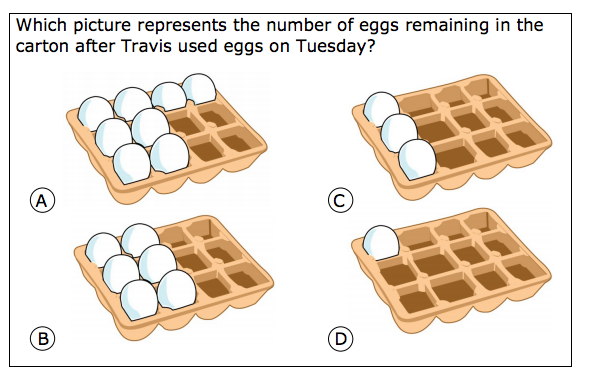 Which picture represents the number of eggs remaining in the
carton after Travis used eggs on Tuesday?
A
C
B
D